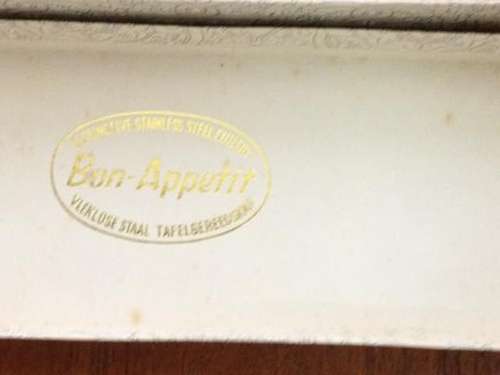 DISTINCTIVE STAINLESS STEEL CUTLERY
Bon-Appetit
VLEKLOSE STAAL TAFELGEREEDSKAP